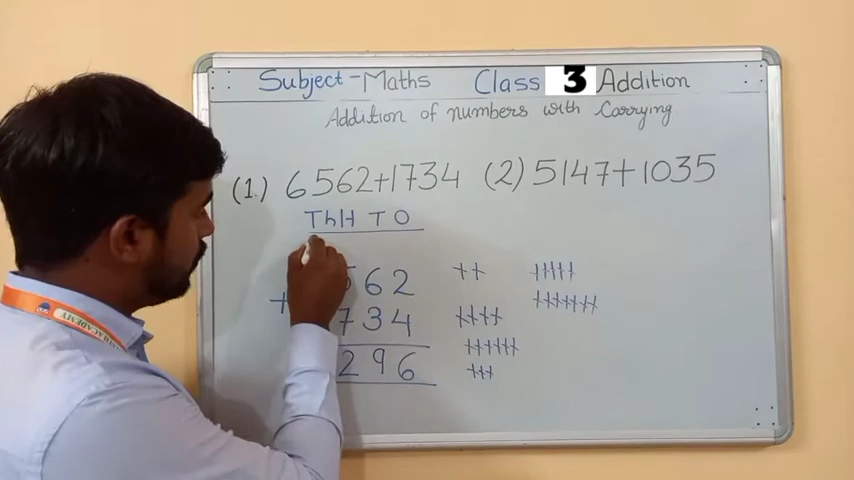 Subject-Maths Class 3 Addition
Addition of numbers with Carrying
(1.) 6562+1734 (2) 5147+1035
Th H T O
562
+ 734
296